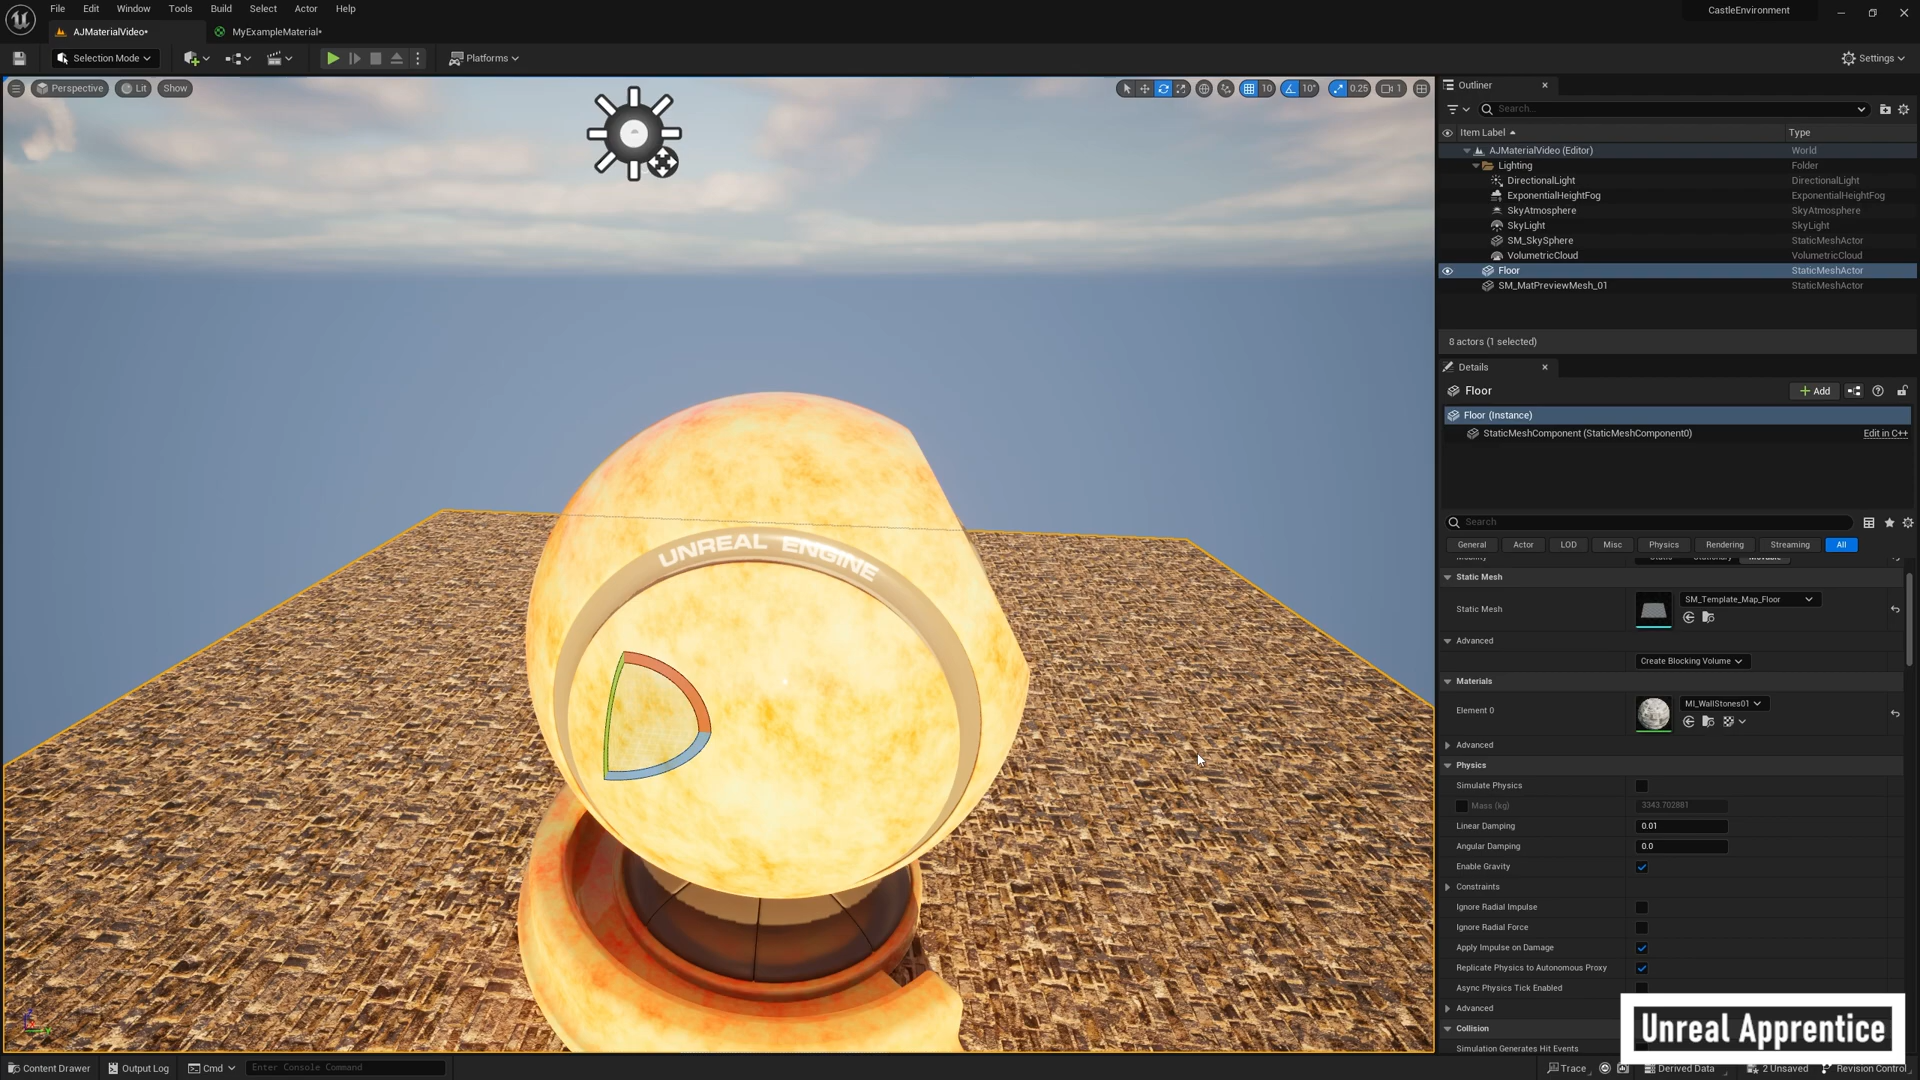 File Edit Window Tools Build Select Actor Help
CastleEnvironment
AJMaterialVideo*
MyExampleMaterial*
Selection Mode
Platforms
Settings
Perspective
Lit
Show
10
10°
0.25
1
UNREAL ENGINE
Outliner
Search...
Item Label
Type
AJMaterialVideo (Editor)
World
Lighting
Folder
DirectionalLight
DirectionalLight
ExponentialHeightFog
ExponentialHeightFog
SkyAtmosphere
SkyAtmosphere
SkyLight
SkyLight
SM_SkySphere
StaticMeshActor
VolumetricCloud
VolumetricCloud
Floor
StaticMeshActor
SM_MatPreviewMesh_01
StaticMeshActor
8 actors (1 selected)
Details
Floor
Add
Floor (Instance)
StaticMeshComponent (StaticMeshComponent0)
Edit in C++
Search
General
Actor
LOD
Misc
Physics
Rendering
Streaming
All
Static Mesh
Static Mesh
SM_Template_Map_Floor
Advanced
Create Blocking Volume
Materials
Element 0
MI_WallStones01
Advanced
Physics
Simulate Physics
Mass (kg)
3343.702881
Linear Damping
0.01
Angular Damping
0.0
Enable Gravity
Constraints
Ignore Radial Impulse
Ignore Radial Force
Apply Impulse on Damage
Replicate Physics to Autonomous Proxy
Async Physics Tick Enabled
Advanced
Collision
Simulation Generates Hit Events
Unreal Apprentice
Content Drawer
Output Log
Cmd
Enter Console Command
Trace
Derived Data
2 Unsaved
Revision Control